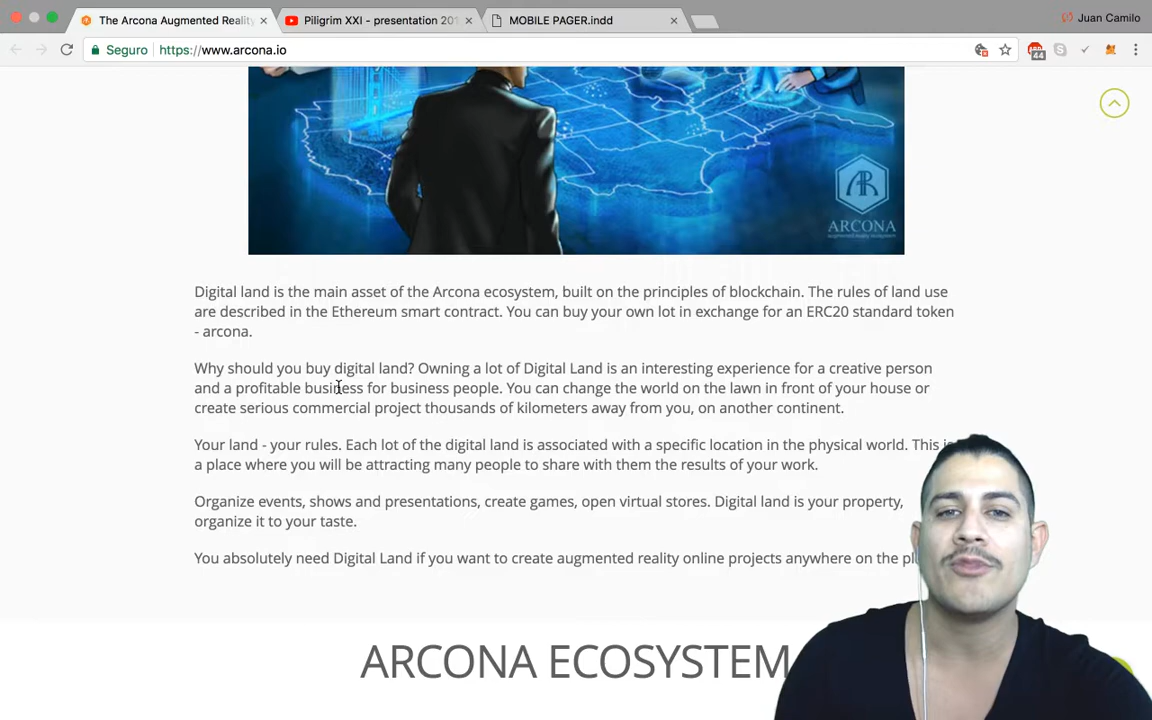 The Arcona Augmented Reality
Piligrim XXI - presentation 201
MOBILE PAGER.indd
Juan Camilo
Seguro
https://www.arcona.io
44
AR
ARCONA
augmented reality ecosystem
Digital land is the main asset of the Arcona ecosystem, built on the principles of blockchain. The rules of land use
are described in the Ethereum smart contract. You can buy your own lot in exchange for an ERC20 standard token
- arcona.
Why should you buy digital land? Owning a lot of Digital Land is an interesting experience for a creative person
and a profitable business for business people. You can change the world on the lawn in front of your house or
create serious commercial project thousands of kilometers away from you, on another continent.
Your land - your rules. Each lot of the digital land is associated with a specific location in the physical world. This is
a place where you will be attracting many people to share with them the results of your work.
Organize events, shows and presentations, create games, open virtual stores. Digital land is your property,
organize it to your taste.
You absolutely need Digital Land if you want to create augmented reality online projects anywhere on the
ARCONA ECOSYSTEM